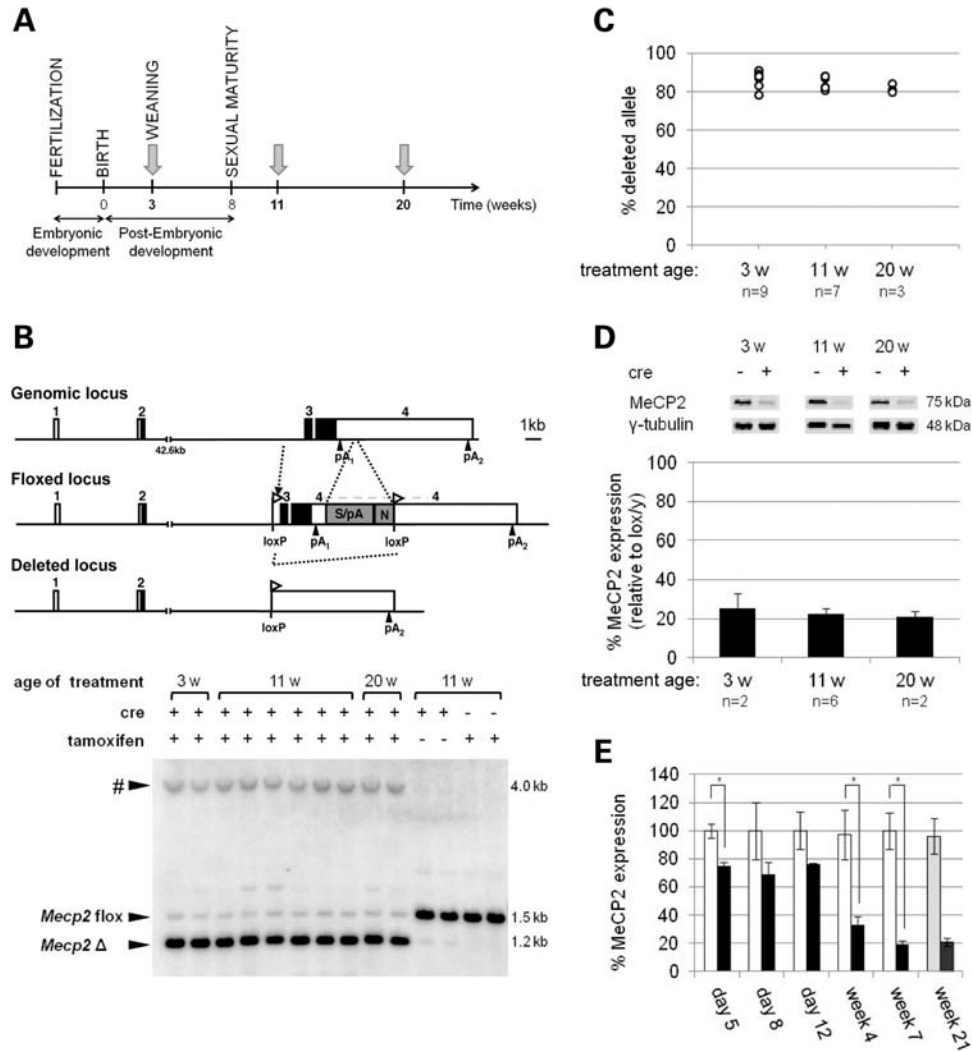 A
FERTILIZATION
BIRTH
WEANING
SEXUAL MATURITY
0
3
8
11
20
Time (weeks)
Embryonic
development
Post-Embryonic
development
B
Genomic locus
1
2
3
4
1kb
42.6kb
pA1
pA2
Floxed locus
1
2
3
4
4
S/pA
N
loxP
pA1
loxP
pA2
Deleted locus
1
2
loxP
pA2
age of treatment
3 w
11 w
20 w
11 w
cre
+ + + + + + + + + + + + - -
tamoxifen
+ + + + + + + + + + - - + +
#
4.0 kb
Mecp2 flox
1.5 kb
Mecp2 Δ
1.2 kb
C
% deleted allele
100
80
60
40
20
0
treatment age:
3 w
11 w
20 w
n=9
n=7
n=3
D
3 w
11 w
20 w
cre
- + - + - +
MeCP2
75 kDa
γ-tubulin
48 kDa
% MeCP2 expression
(relative to lox/y)
100
80
60
40
20
0
treatment age:
3 w
11 w
20 w
n=2
n=6
n=2
E
% MeCP2 expression
140
120
100
80
60
40
20
0
*
*
*
day 5
day 8
day 12
week 4
week 7
week 21